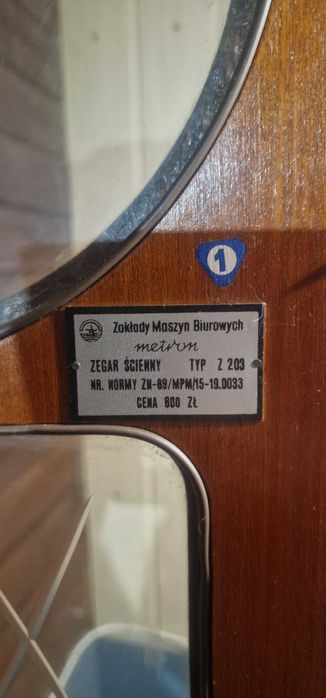 1
Zakłady Maszyn Biurowych
metron
ZEGAR ŚCIENNY TYP Z 203
NR. NORMY ZN-69/MPM/15-19.0033
CENA 800 ZŁ